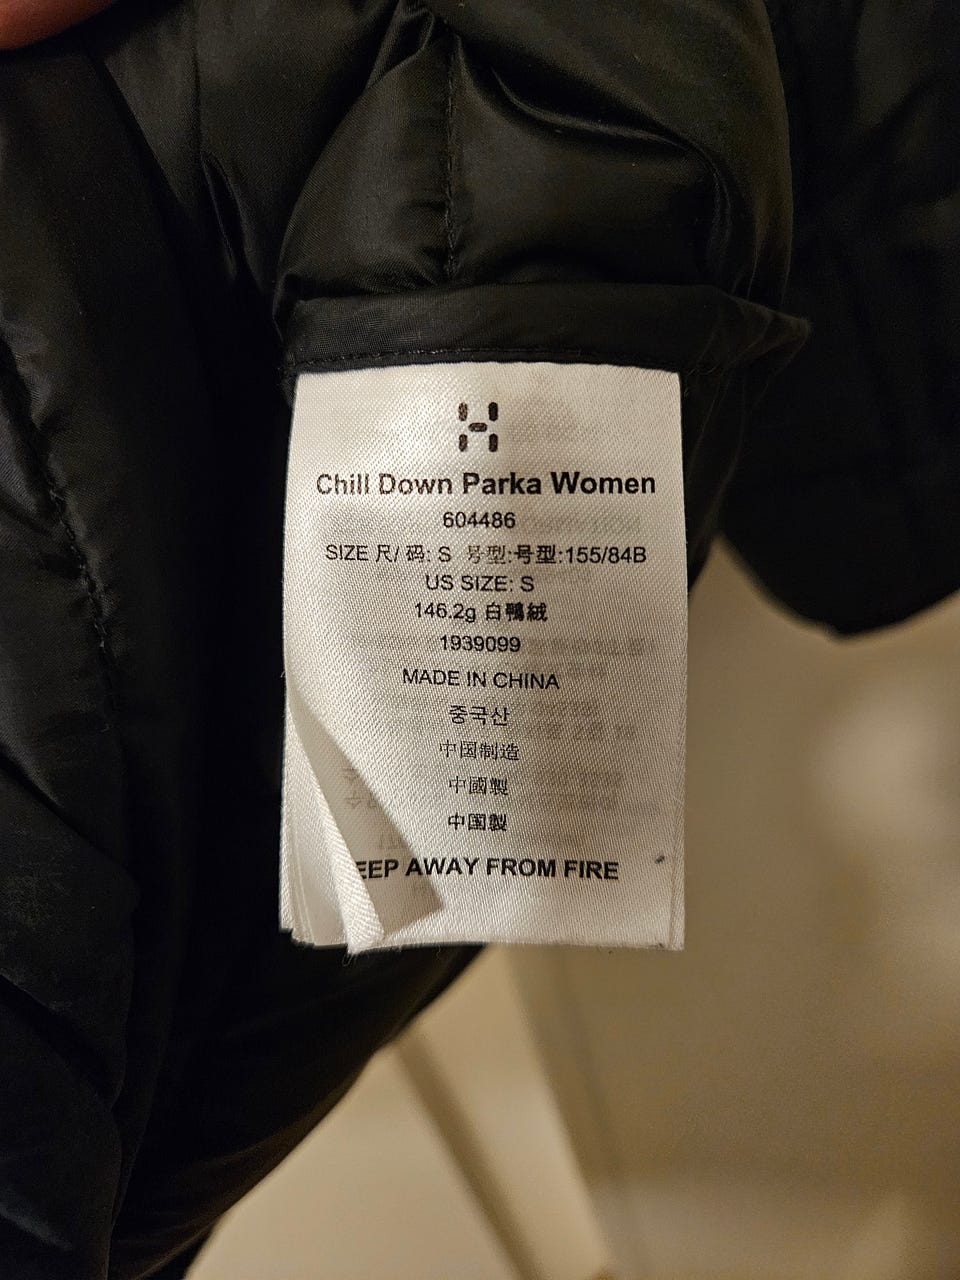 Chill Down Parka Women
604486
SIZE 尺/ 码: S 号型:号型:155/84B
US SIZE: S
146.2g 白鴨絨
1939099
MADE IN CHINA
중국산
中国制造
中國製
中国製
EEP AWAY FROM FIRE